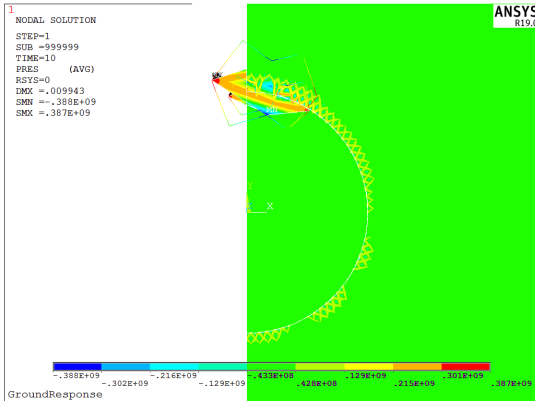 1
NODAL SOLUTION
STEP=1
SUB =999999
TIME=10
PRES (AVG)
RSYS=0
DMX =.009943
SMN =-.388E+09
SMX =.387E+09
ANSYS
R19.0
X
-.388E+09 -.216E+09 -.433E+08 .129E+09 .301E+09
-.302E+09 -.129E+09 .428E+08 .215E+09 .387E+09
GroundResponse